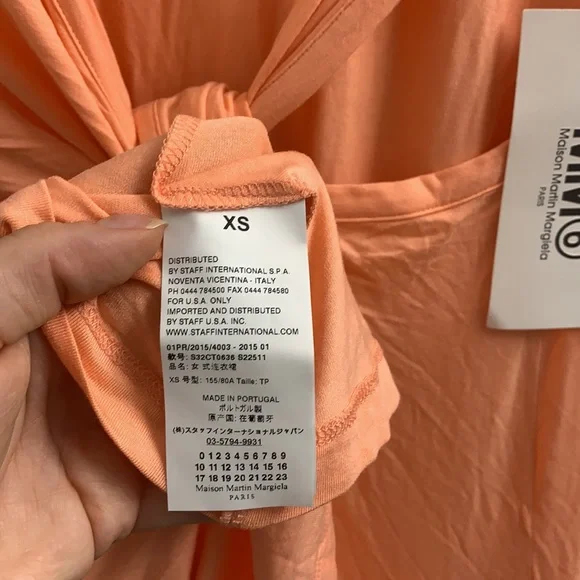 XS
DISTRIBUTED
BY STAFF INTERNATIONAL S.P.A.
NOVENTA VICENTINA - ITALY
PH 0444 784500 FAX 0444 784580
FOR U.S.A. ONLY
IMPORTED AND DISTRIBUTED
BY STAFF U.S.A. INC.
WWW.STAFFINTERNATIONAL.COM
01PR/2015/4003 - 2015 01
款号: S32CT0636 S22511
品名: 女 式连衣裙
XS 号型: 155/80A Taille: TP
MADE IN PORTUGAL
ポルトガル製
原产国: 在葡萄牙
(株)スタッフインターナショナルジャパン
03-5794-9931
0 1 2 3 4 5 6 7 8 9
10 11 12 13 14 15 16
17 18 19 20 21 22 23
Maison Martin Margiela
PARIS
MM6
Maison Martin Margiela
PARIS